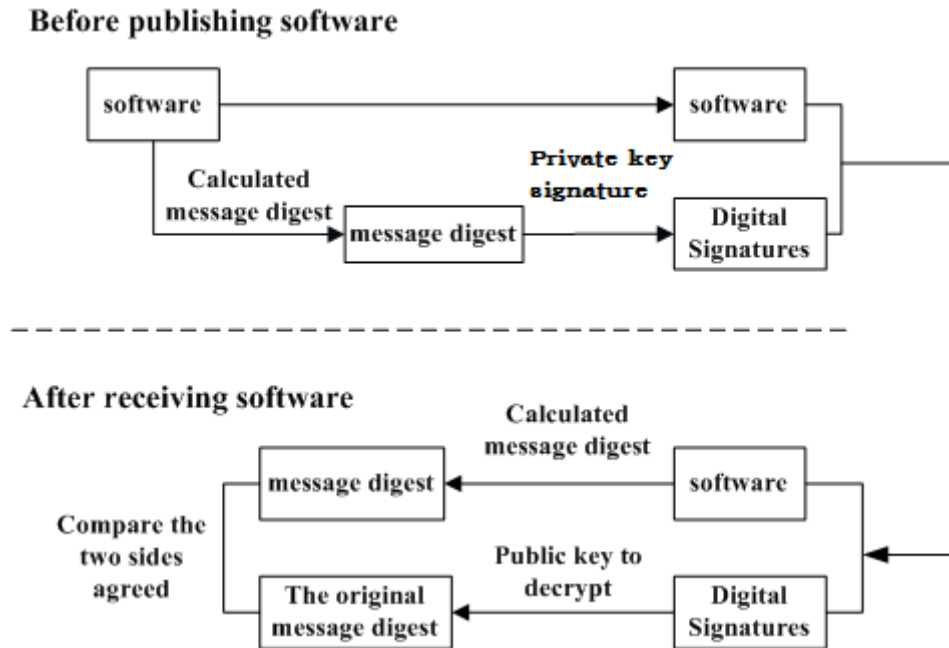 Before publishing software
software
software
Private key
signature
Calculated
message digest
message digest
Digital
Signatures
After receiving software
Calculated
message digest
message digest
software
Compare the
two sides
agreed
Public key to
decrypt
The original
message digest
Digital
Signatures